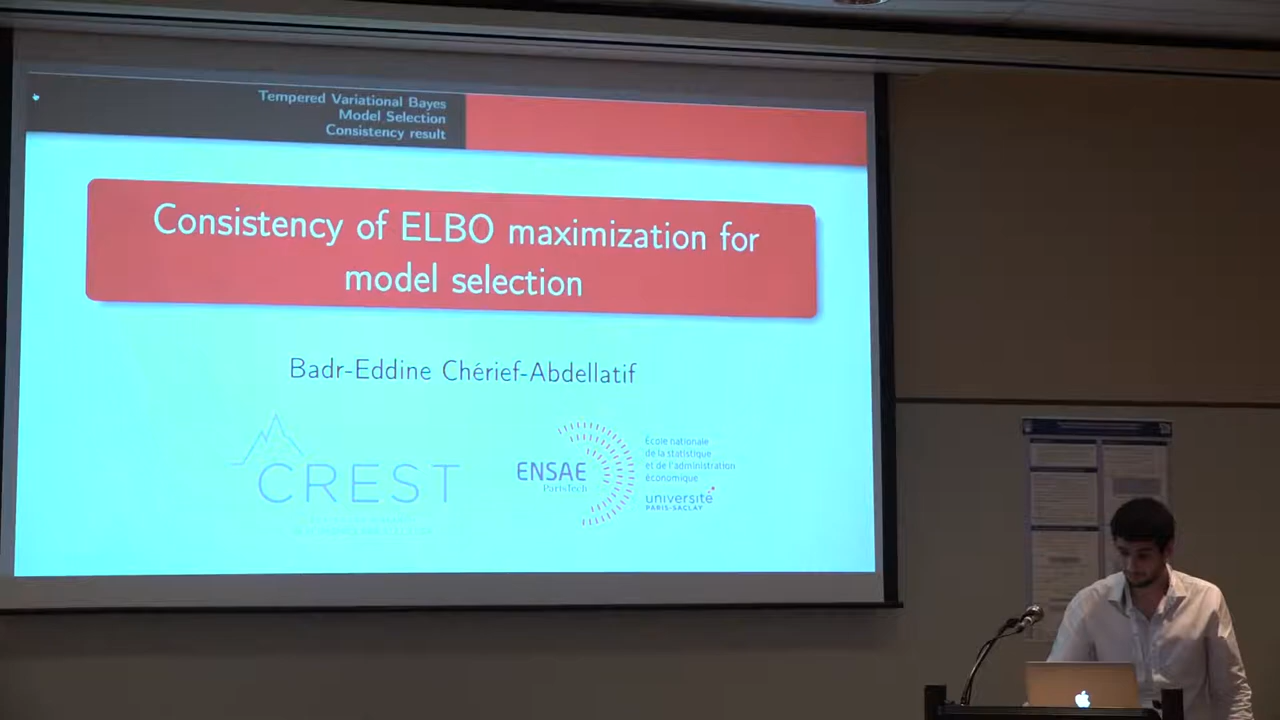 Tempered Variational Bayes
Model Selection
Consistency result
Consistency of ELBO maximization for
model selection
Badr-Eddine Chérief-Abdellatif
CREST
ENSAE
ParisTech
École nationale
de la statistique
et de l'administration
économique
université
PARIS-SACLAY